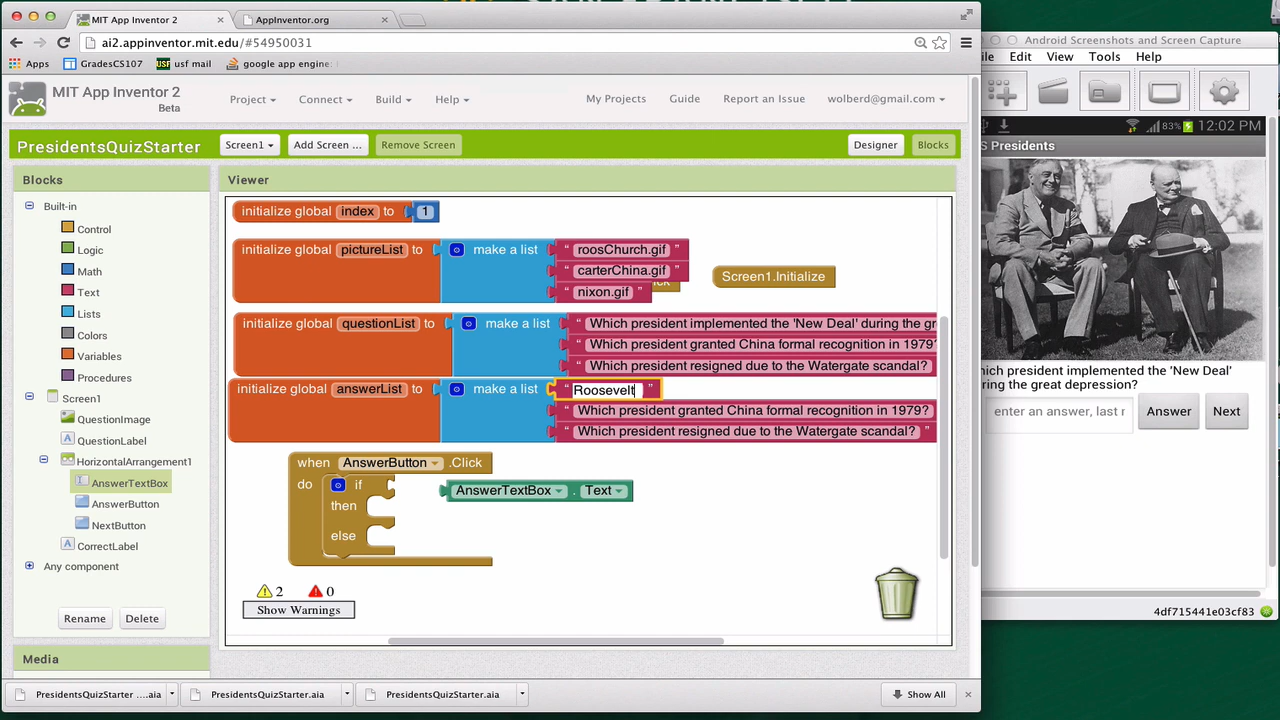 MIT App Inventor 2
AppInventor.org
ai2.appinventor.mit.edu/#54950031
Apps
GradesCS107
usf mail
google app engine:
MIT App Inventor 2
Beta
Project
Connect
Build
Help
My Projects
Guide
Report an Issue
wolberd@gmail.com
PresidentsQuizStarter
Screen1
Add Screen ...
Remove Screen
Designer
Blocks
Blocks
Built-in
Control
Logic
Math
Text
Lists
Colors
Variables
Procedures
Screen1
QuestionImage
QuestionLabel
HorizontalArrangement1
AnswerTextBox
AnswerButton
NextButton
CorrectLabel
Any component
Rename
Delete
Media
Viewer
initialize global index to 1
initialize global pictureList to make a list “ roosChurch.gif ”
“ carterChina.gif ”
“ nixon.gif ”
Screen1.Initialize
initialize global questionList to make a list “ Which president implemented the 'New Deal' during the gr
“ Which president granted China formal recognition in 1979?
“ Which president resigned due to the Watergate scandal? ”
initialize global answerList to make a list “ Roosevelt ”
“ Which president granted China formal recognition in 1979? ”
“ Which president resigned due to the Watergate scandal? ”
when AnswerButton .Click
do if
AnswerTextBox . Text
then
else
2 0
Show Warnings
PresidentsQuizStarter ....aia
PresidentsQuizStarter.aia
PresidentsQuizStarter.aia
Show All
Android Screenshots and Screen Capture
ile Edit View Tools Help
83% 12:02 PM
S Presidents
hich president implemented the 'New Deal'
ring the great depression?
enter an answer, last r
Answer
Next
4df715441e03cf83